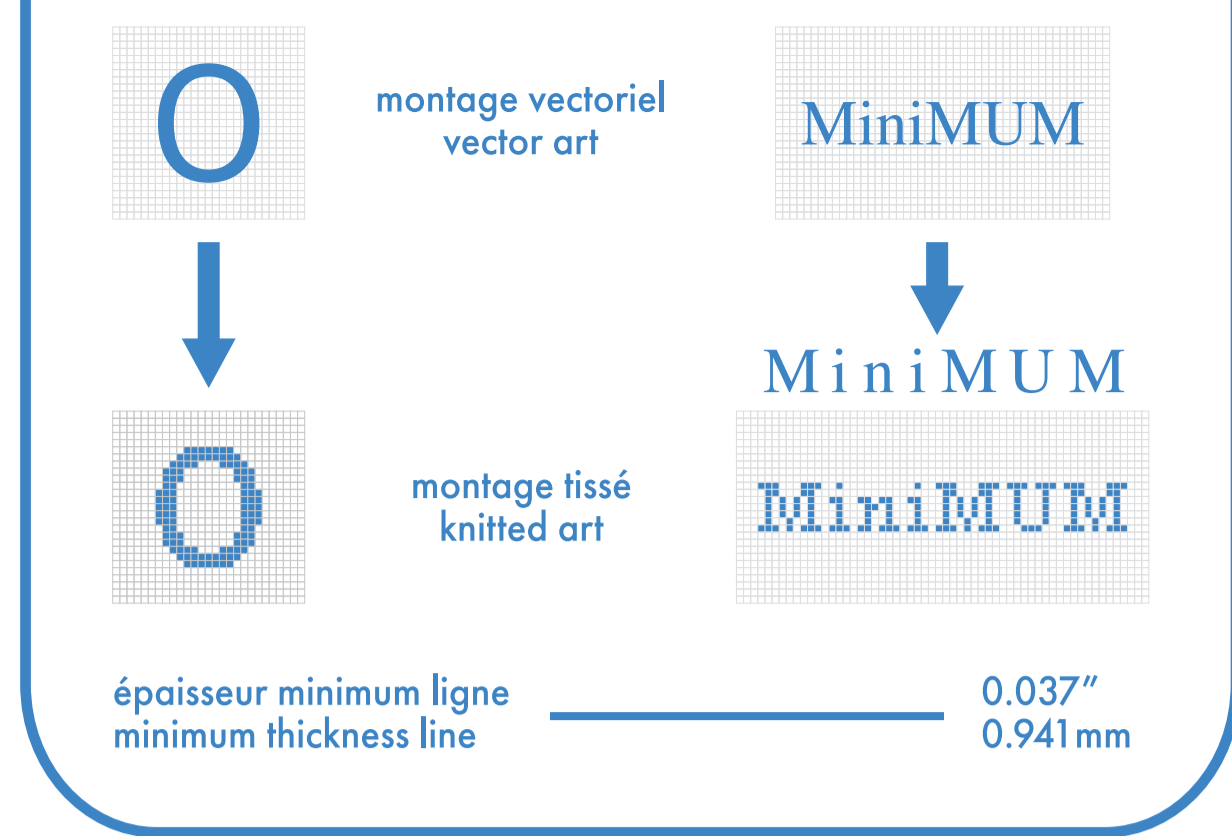 O
montage vectoriel
vector art
MiniMUM
MiniMUM
O
montage tissé
knitted art
MiniMUM
épaisseur minimum ligne
minimum thickness line
0.037"
0.941mm